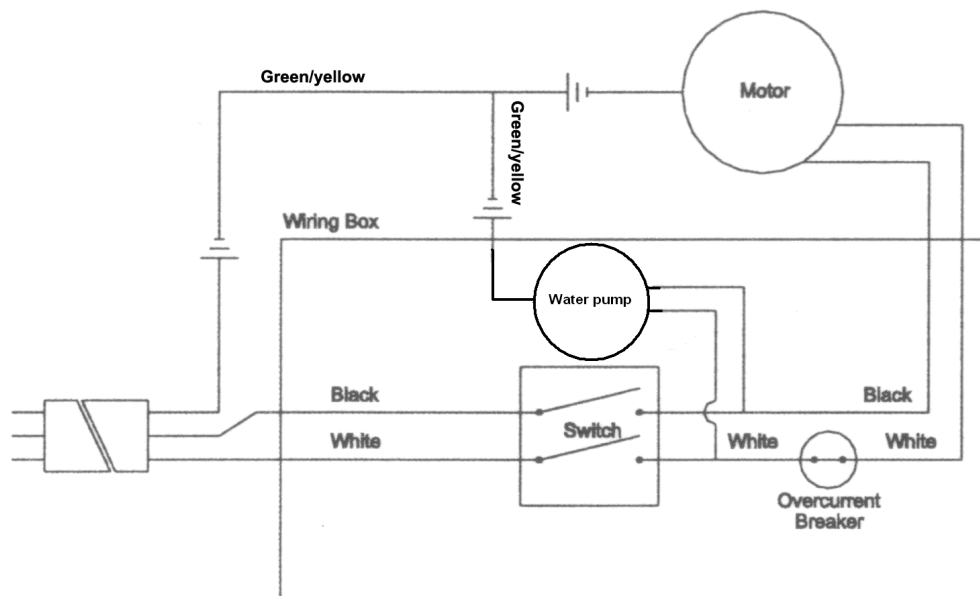 Green/yellow
Motor
Green/yellow
Wiring Box
Water pump
Black
Black
Switch
White
White
White
Overcurrent
Breaker